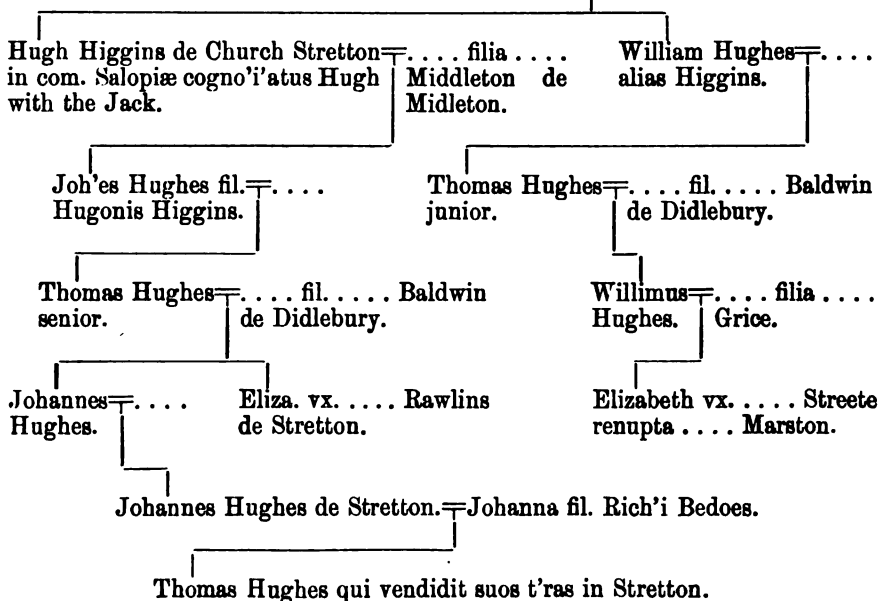 Hugh Higgins de Church Stretton=.... filia .... William Hughes=....
in com. Salopiæ cogno'i'atus Hugh Middleton de alias Higgins.
with the Jack. Midleton.
Joh'es Hughes fil.=.... Thomas Hughes=.... fil. .... Baldwin
Hugonis Higgins. junior. de Didlebury.
Thomas Hughes=.... fil. .... Baldwin Willimus=.... filia ....
senior. de Didlebury. Hughes. Grice.
Johannes=.... Eliza. vx. .... Rawlins Elizabeth vx. .... Streete
Hughes. de Stretton. renupta .... Marston.
Johannes Hughes de Stretton.=Johanna fil. Rich'i Bedoes.
Thomas Hughes qui vendidit suos t'ras in Stretton.